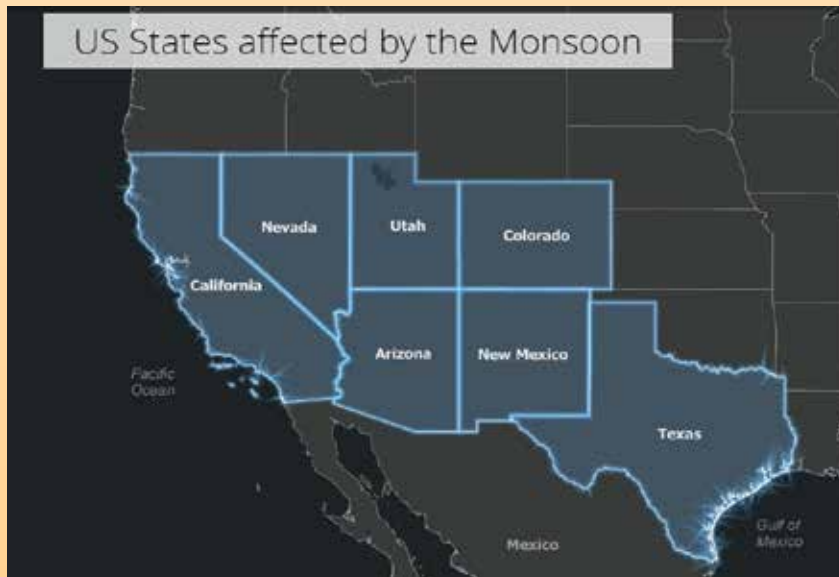 US States affected by the Monsoon
Nevada
Utah
Colorado
California
Arizona
New Mexico
Pacific
Ocean
Texas
Gulf of
Mexico
Mexico